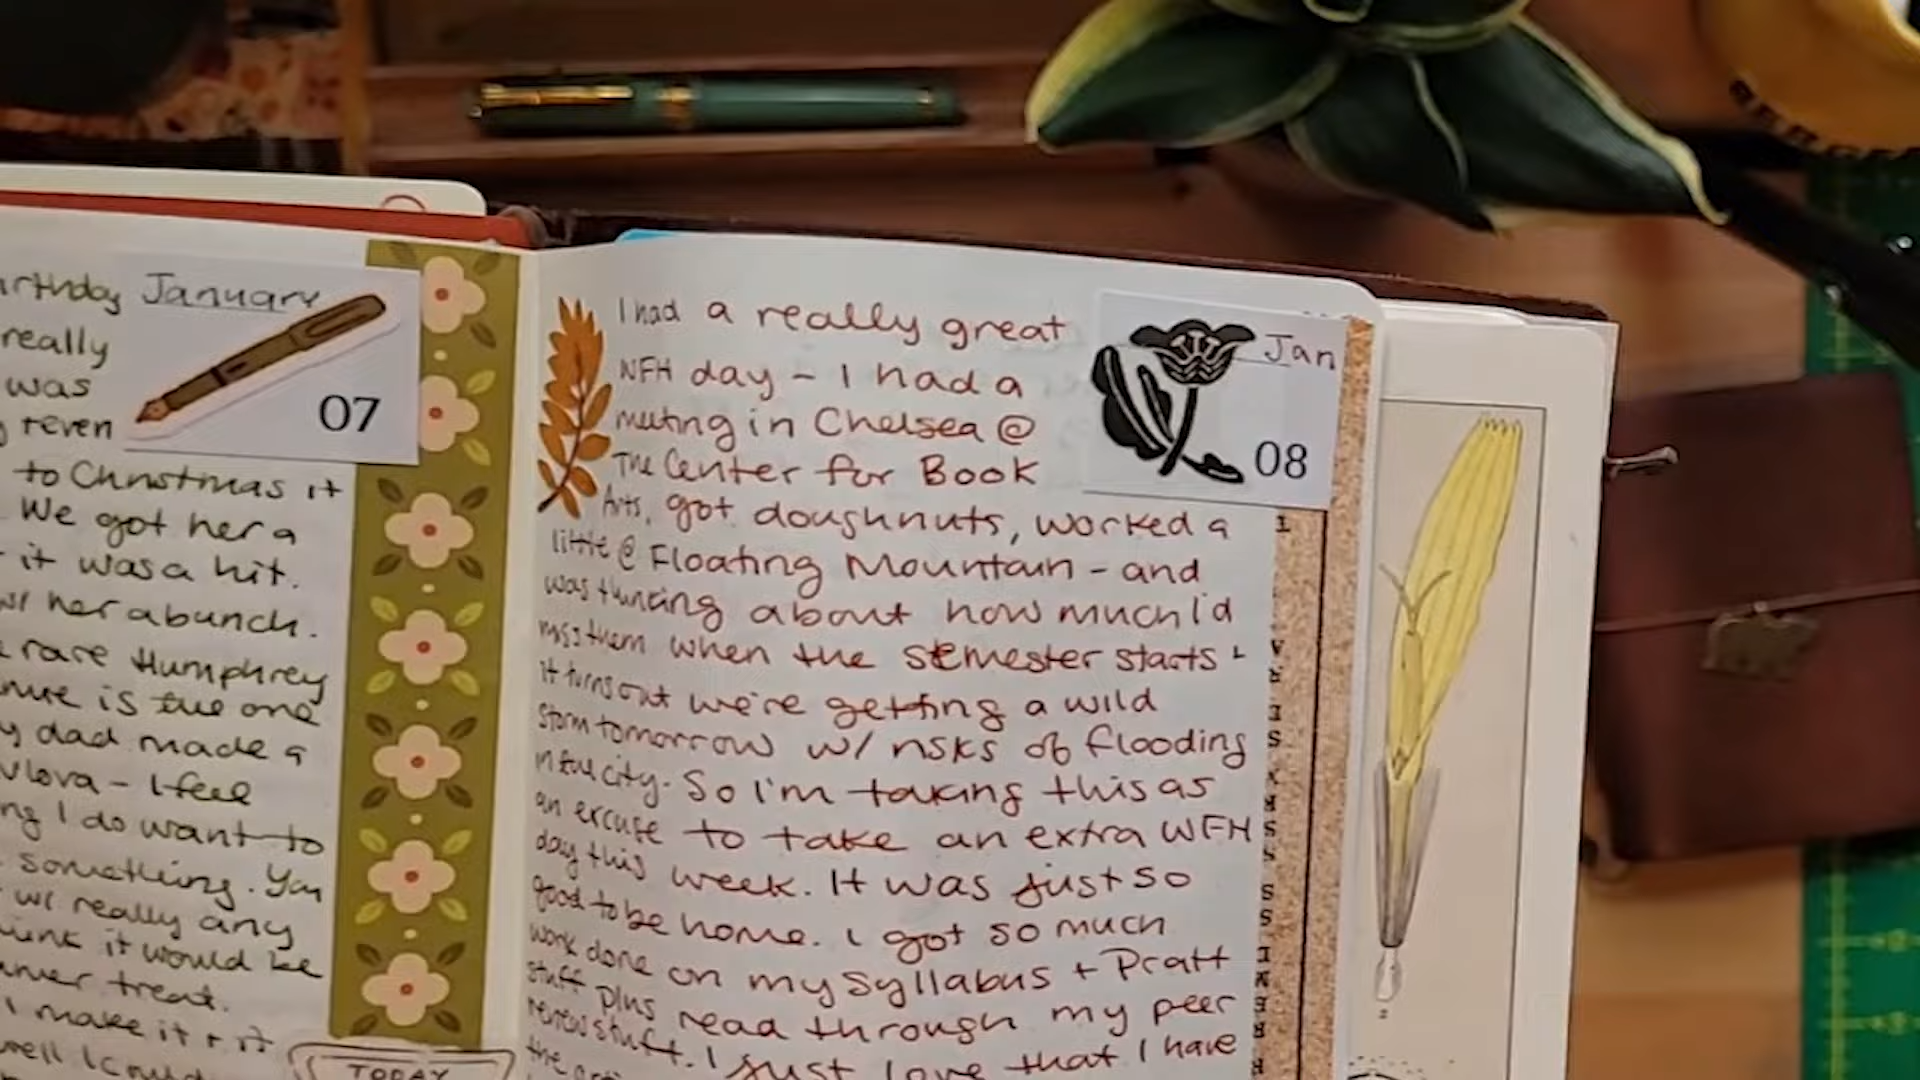 January
07
really
was
to Christmas it
We got her a
it was a hit.
w/ her abunch.
rare Humphrey
is the one
dad made a
I feel
I do want to
something. You
w/ really any
it would be
treat.
I make it + it
TODAY
Jan
08
I had a really great
WFH day – I had a
meeting in Chelsea @
The Center for Book
Arts, got doughnuts, worked a
little @ Floating Mountain – and
was thinking about how much I'd
miss them when the semester starts +
it turns out we're getting a wild
storm tomorrow w/ risks of flooding
in the city. So I'm taking this as
an excuse to take an extra WFH
day this week. It was just so
good to be home. I got so much
work done on my syllabus + Pratt
stuff plus read through my peer
review stuff. I just love that I have
the